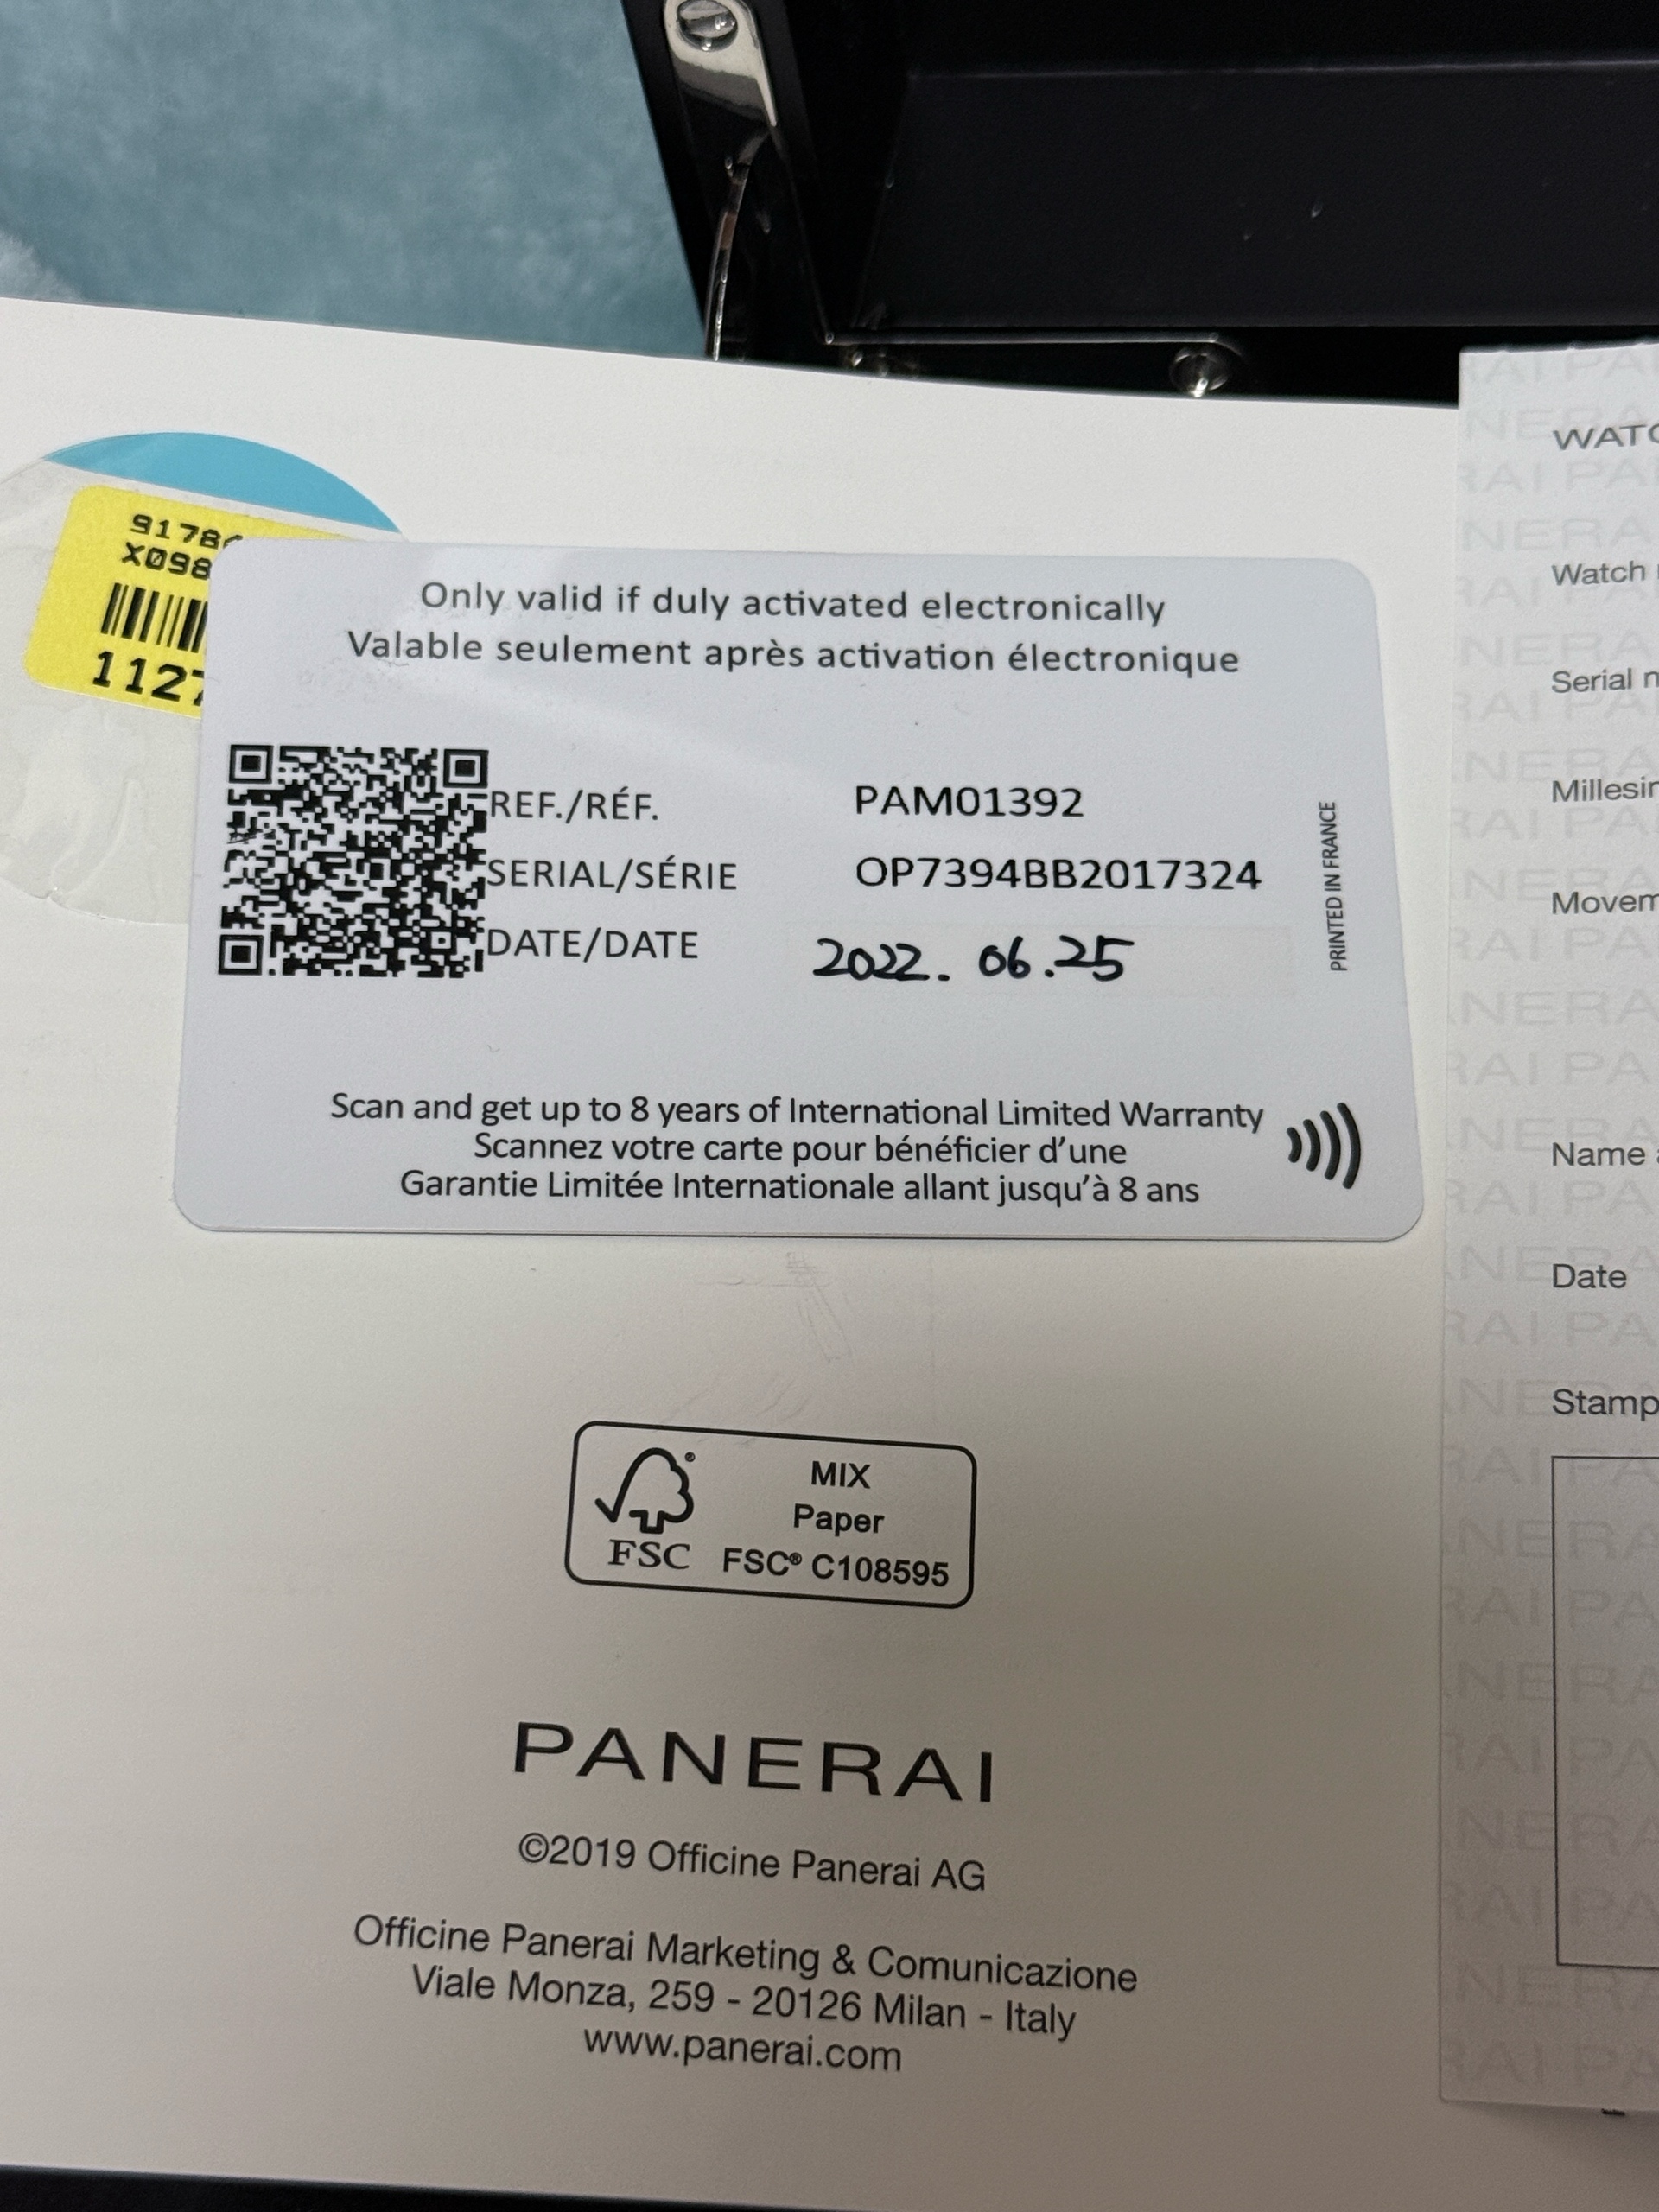 X098
1127
Only valid if duly activated electronically
Valable seulement après activation électronique
REF./RÉF. PAM01392
SERIAL/SÉRIE OP7394BB2017324
DATE/DATE 2022.06.25
PRINTED IN FRANCE
Scan and get up to 8 years of International Limited Warranty
Scannez votre carte pour bénéficier d'une
Garantie Limitée Internationale allant jusqu'à 8 ans
FSC
MIX
Paper
FSC® C108595
PANERAI
©2019 Officine Panerai AG
Officine Panerai Marketing & Comunicazione
Viale Monza, 259 - 20126 Milan - Italy
www.panerai.com
Watch
Serial
Name
Date
Stamp